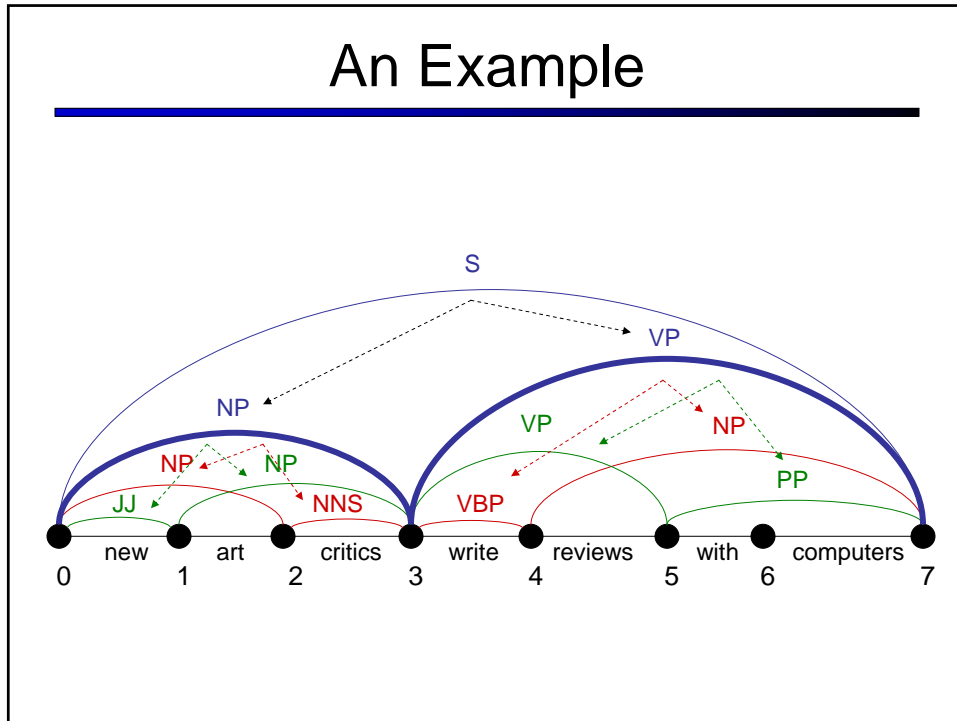 An Example
S
VP
NP
VP NP
NP NP
PP
JJ NNS VBP
new art critics write reviews with computers
0 1 2 3 4 5 6 7